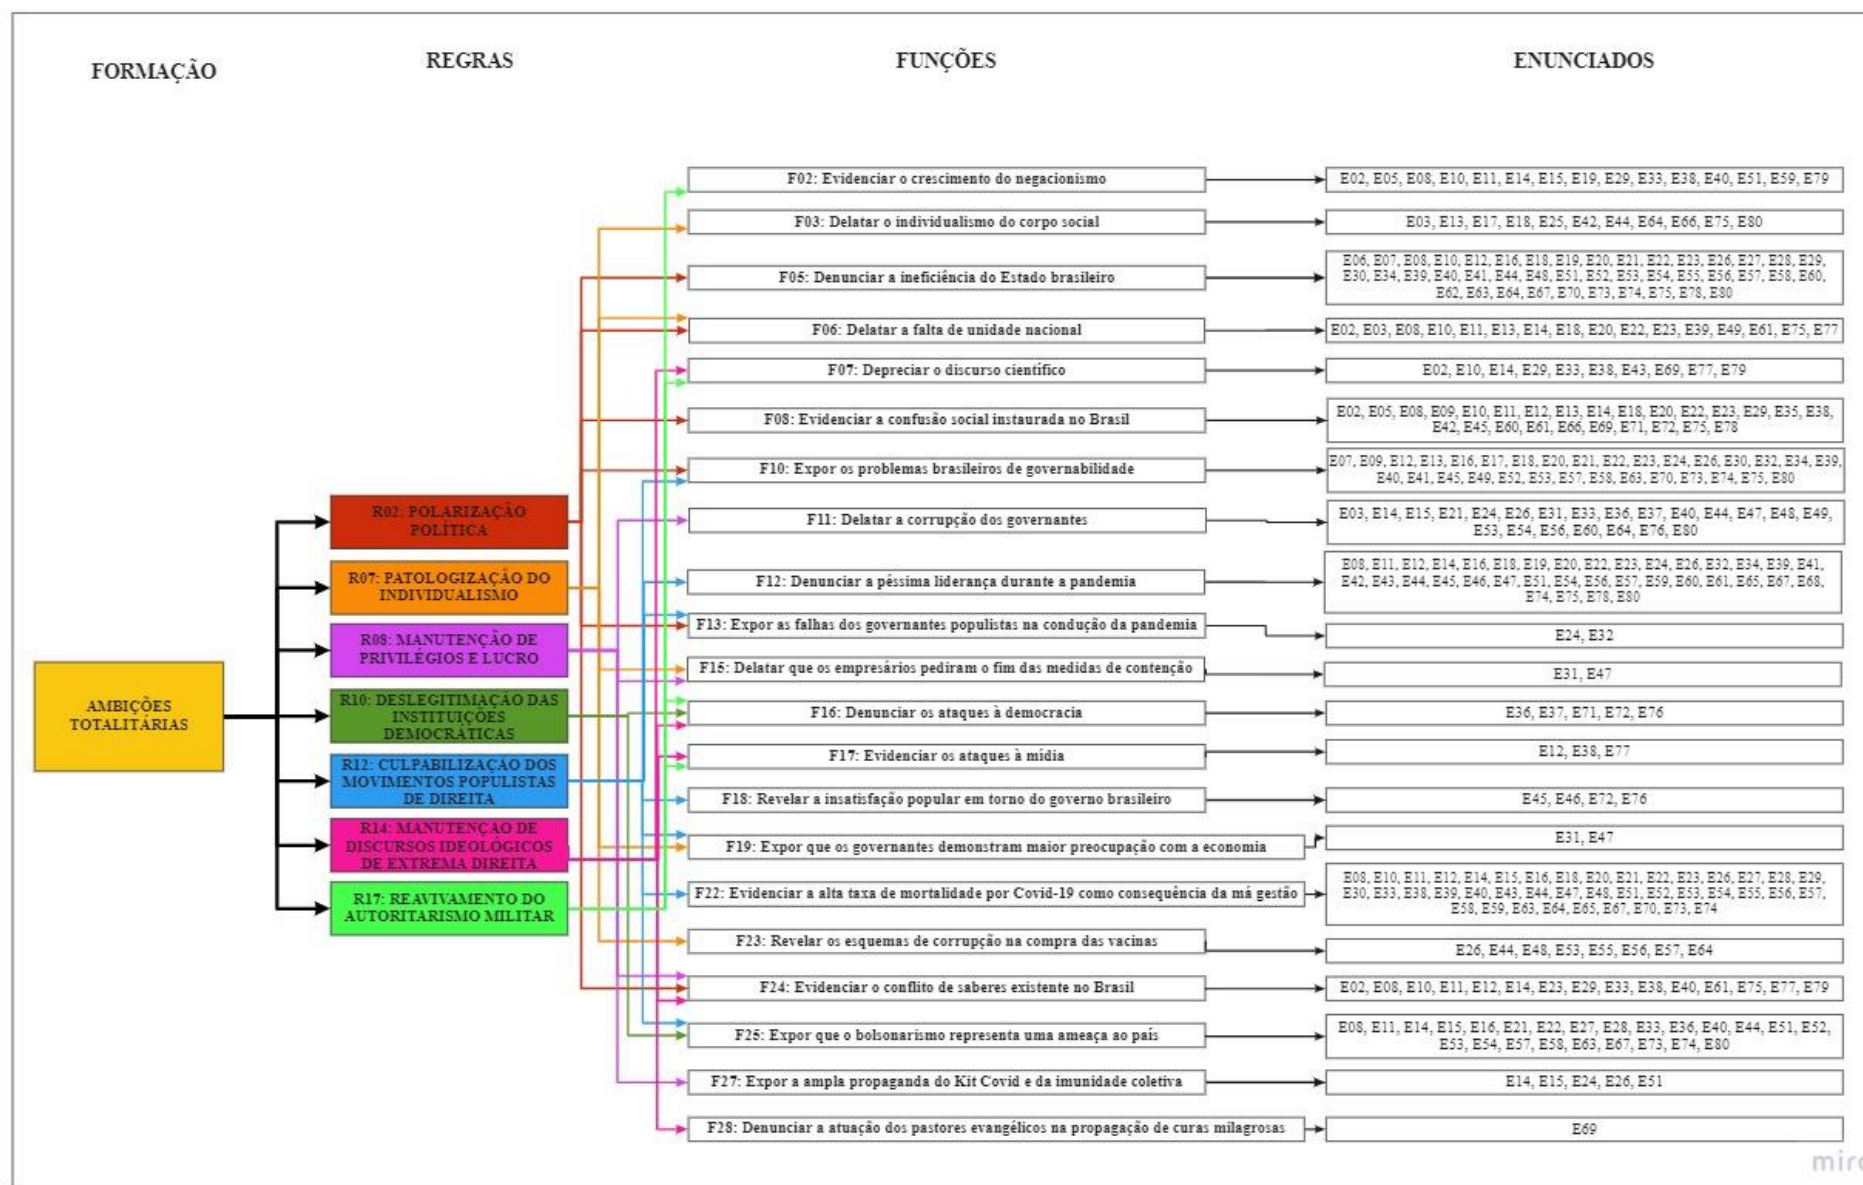 FORMAÇÃO
REGRAS
FUNÇÕES
ENUNCIADOS
AMBIÇÕES
TOTALITÁRIAS
R02: POLARIZAÇÃO
POLÍTICA
R07: PATOLOGIZAÇÃO DO
INDIVIDUALISMO
R08: MANUTENÇÃO DE
PRIVILÉGIOS E LUCRO
R10: DESLEGITIMAÇÃO DAS
INSTITUIÇÕES
DEMOCRÁTICAS
R12: CULPABILIZAÇÃO DOS
MOVIMENTOS POPULISTAS
DE DIREITA
R14: MANUTENÇÃO DE
DISCURSOS IDEOLÓGICOS
DE EXTREMA DIREITA
R17: REAVIVAMENTO DO
AUTORITARISMO MILITAR
F02: Evidenciar o crescimento do negacionismo
E02, E05, E08, E10, E11, E14, E15, E19, E29, E33, E38, E40, E51, E59, E79
F03: Delatar o individualismo do corpo social
E03, E13, E17, E18, E25, E42, E44, E64, E66, E75, E80
F05: Denunciar a ineficiência do Estado brasileiro
E06, E07, E08, E10, E12, E16, E18, E19, E20, E21, E22, E23, E26, E27, E28, E29,
E30, E34, E39, E40, E41, E44, E48, E51, E52, E53, E54, E55, E56, E57, E58, E60,
E62, E63, E64, E67, E70, E73, E74, E75, E78, E80
F06: Delatar a falta de unidade nacional
E02, E03, E08, E10, E11, E13, E14, E18, E20, E22, E23, E39, E49, E61, E75, E77
F07: Depreciar o discurso científico
E02, E10, E14, E29, E33, E38, E43, E69, E77, E79
F08: Evidenciar a confusão social instaurada no Brasil
E02, E05, E08, E09, E10, E11, E12, E13, E14, E18, E20, E22, E23, E29, E35, E38,
E42, E45, E60, E61, E66, E69, E71, E72, E75, E78
F10: Expor os problemas brasileiros de governabilidade
E07, E09, E12, E13, E16, E17, E18, E20, E21, E22, E23, E24, E26, E30, E32, E34, E39,
E40, E41, E45, E49, E52, E53, E57, E58, E63, E70, E73, E74, E75, E80
F11: Delatar a corrupção dos governantes
E03, E14, E15, E21, E24, E26, E31, E33, E36, E37, E40, E44, E47, E48, E49,
E53, E54, E56, E60, E64, E76, E80
F12: Denunciar a péssima liderança durante a pandemia
E08, E11, E12, E14, E16, E18, E19, E20, E22, E23, E24, E26, E32, E34, E39, E41,
E42, E43, E44, E45, E46, E47, E51, E54, E56, E57, E59, E60, E61, E65, E67, E68,
E74, E75, E78, E80
F13: Expor as falhas dos governantes populistas na condução da pandemia
E24, E32
F15: Delatar que os empresários pediram o fim das medidas de contenção
E31, E47
F16: Denunciar os ataques à democracia
E36, E37, E71, E72, E76
F17: Evidenciar os ataques à mídia
E12, E38, E77
F18: Revelar a insatisfação popular em torno do governo brasileiro
E45, E46, E72, E76
F19: Expor que os governantes demonstram maior preocupação com a economia
E31, E47
F22: Evidenciar a alta taxa de mortalidade por Covid-19 como consequência da má gestão
E08, E10, E11, E12, E14, E15, E16, E18, E20, E21, E22, E23, E26, E27, E28, E29,
E30, E33, E38, E39, E40, E43, E44, E47, E48, E51, E52, E53, E54, E55, E56, E57,
E58, E59, E63, E64, E65, E67, E70, E73, E74
F23: Revelar os esquemas de corrupção na compra das vacinas
E26, E44, E48, E53, E55, E56, E57, E64
F24: Evidenciar o conflito de saberes existente no Brasil
E02, E08, E10, E11, E12, E14, E23, E29, E33, E38, E40, E61, E75, E77, E79
F25: Expor que o bolsonarismo representa uma ameaça ao país
E08, E11, E14, E15, E16, E21, E22, E27, E28, E33, E36, E40, E44, E51, E52,
E53, E54, E57, E58, E63, E67, E73, E74, E80
F27: Expor a ampla propaganda do Kit Covid e da imunidade coletiva
E14, E15, E24, E26, E51
F28: Denunciar a atuação dos pastores evangélicos na propagação de curas milagrosas
E69